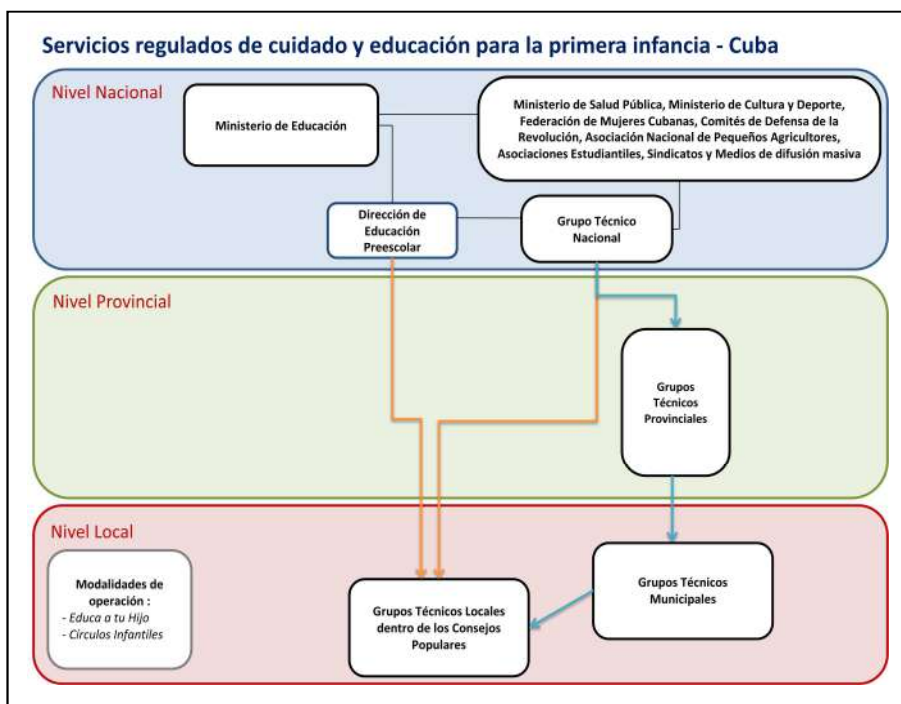 Servicios regulados de cuidado y educación para la primera infancia - Cuba
Nivel Nacional
Ministerio de Educación
Ministerio de Salud Pública, Ministerio de Cultura y Deporte,
Federación de Mujeres Cubanas, Comités de Defensa de la
Revolución, Asociación Nacional de Pequeños Agricultores,
Asociaciones Estudiantiles, Sindicatos y Medios de difusión masiva
Dirección de
Educación
Preescolar
Grupo Técnico
Nacional
Nivel Provincial
Grupos
Técnicos
Provinciales
Nivel Local
Modalidades de
operación :
- Educa a tu Hijo
- Círculos Infantiles
Grupos Técnicos Locales
dentro de los Consejos
Populares
Grupos Técnicos
Municipales